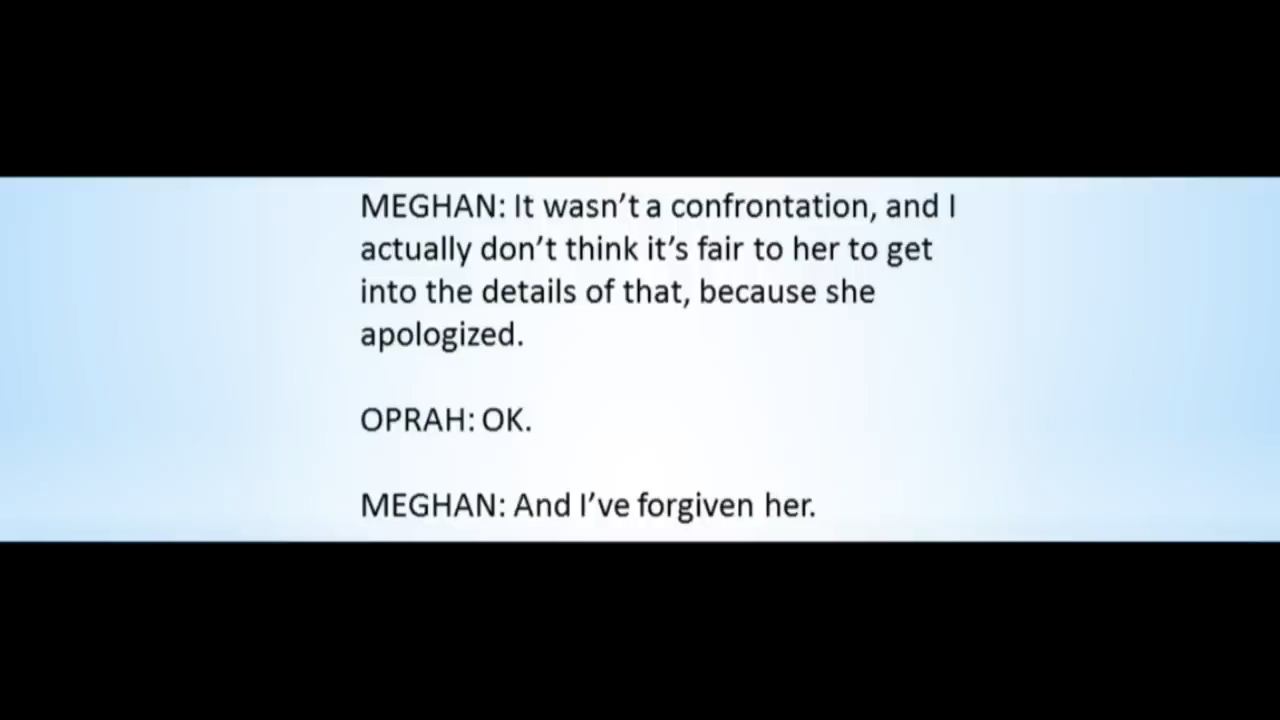 MEGHAN: It wasn’t a confrontation, and I
actually don’t think it’s fair to her to get
into the details of that, because she
apologized.
OPRAH: OK.
MEGHAN: And I’ve forgiven her.